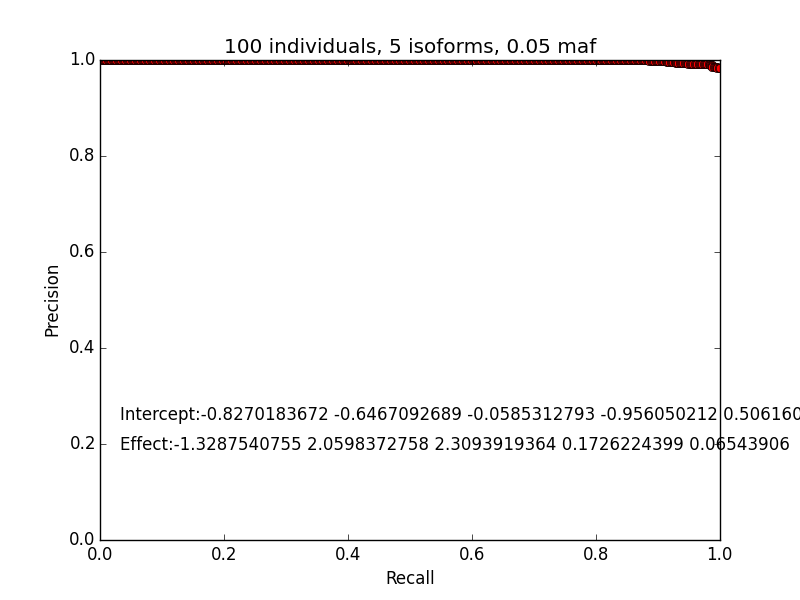 100 individuals, 5 isoforms, 0.05 maf
1.0
0.8
0.6
0.4
0.2
0.0
Precision
Intercept:-0.8270183672 -0.6467092689 -0.0585312793 -0.956050212 0.506160
Effect:-1.3287540755 2.0598372758 2.3093919364 0.1726224399 0.06543906
0.0 0.2 0.4 0.6 0.8 1.0
Recall